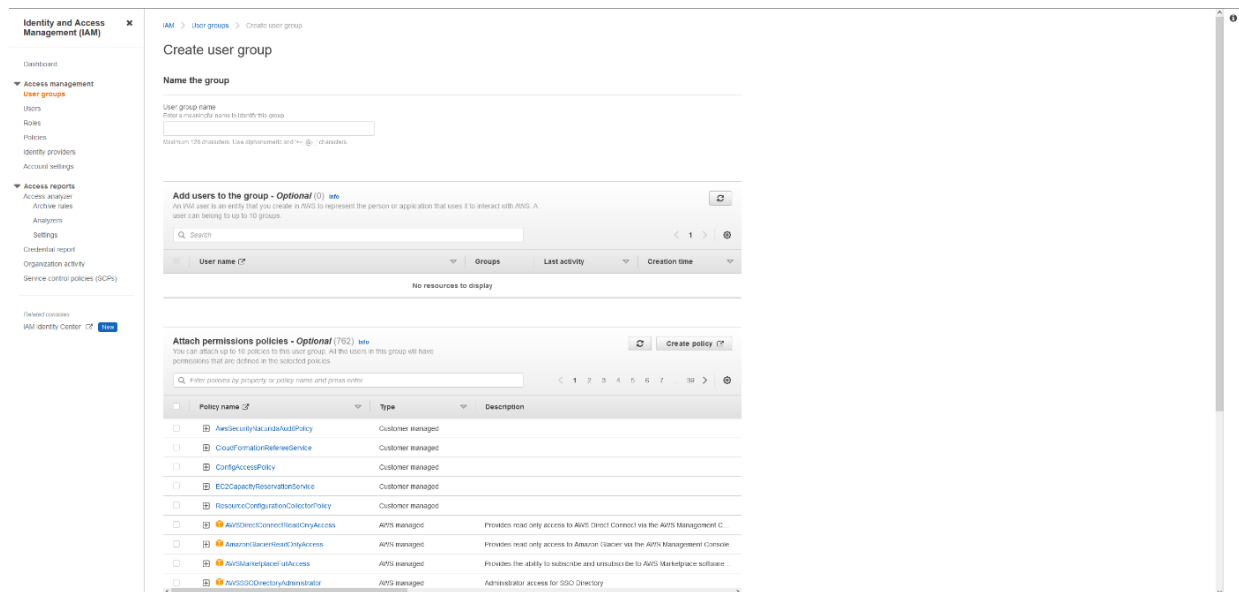 Identity and Access Management (IAM)
Dashboard
Access management
User groups
Users
Roles
Policies
Identity providers
Account settings
Access reports
Access analyzer
Archive rules
Analyzers
Settings
Credential report
Organization activity
Service control policies (SCPs)
Related consoles
IAM Identity Center New
IAM > User groups > Create user group
Create user group
Name the group
User group name
Enter a meaningful name to identify this group.
Maximum 128 characters. Use alphanumeric and '+=,.@-_' characters.
Add users to the group - Optional (0) Info
An IAM user is an entity that you create in AWS to represent the person or application that uses it to interact with AWS. A
user can belong to up to 10 groups.
Search
1
User name Groups Last activity Creation time
No resources to display
Attach permissions policies - Optional (762) Info
You can attach up to 10 policies to this user group. All the users in this group will have
permissions that are defined in the selected policies.
Create policy
Filter policies by property or policy name and press enter
1 2 3 4 5 6 7 ... 39
Policy name Type Description
AwsSecurityNacundaAuditPolicy Customer managed
CloudFormationRefereeService Customer managed
ConfigAccessPolicy Customer managed
EC2CapacityReservationService Customer managed
ResourceConfigurationCollectorPolicy Customer managed
AWSDirectConnectReadOnlyAccess AWS managed Provides read only access to AWS Direct Connect via the AWS Management C...
AmazonGlacierReadOnlyAccess AWS managed Provides read only access to Amazon Glacier via the AWS Management Console
AWSMarketplaceFullAccess AWS managed Provides the ability to subscribe and unsubscribe to AWS Marketplace software...
AWSSSODirectoryAdministrator AWS managed Administrator access for SSO Directory